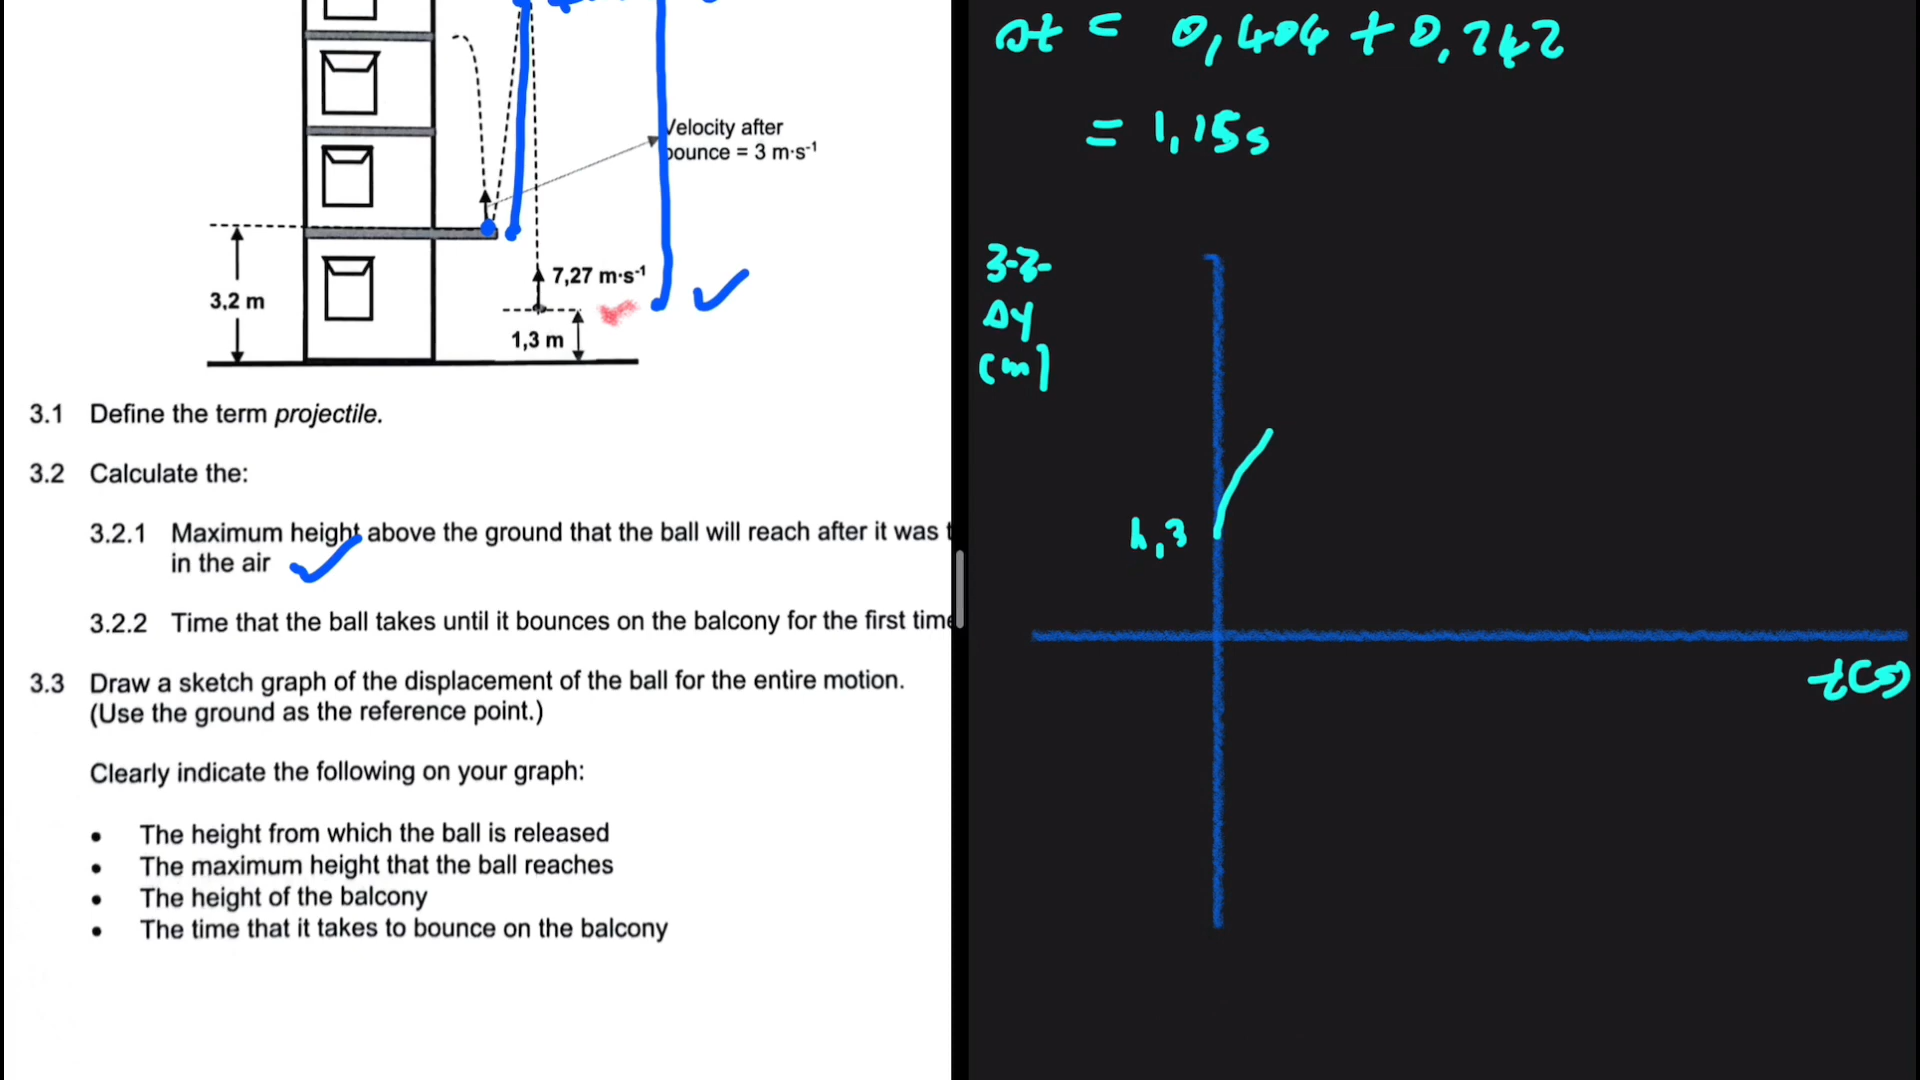 Velocity after
bounce = 3 m·s⁻¹
7,27 m·s⁻¹
3,2 m
1,3 m
3.1 Define the term projectile.
3.2 Calculate the:
3.2.1 Maximum height above the ground that the ball will reach after it was t
in the air
3.2.2 Time that the ball takes until it bounces on the balcony for the first time
3.3 Draw a sketch graph of the displacement of the ball for the entire motion.
(Use the ground as the reference point.)
Clearly indicate the following on your graph:
• The height from which the ball is released
• The maximum height that the ball reaches
• The height of the balcony
• The time that it takes to bounce on the balcony
Δt = 0,404 + 0,742
= 1,15s
3.3.
Δy
(m)
1,3
t(s)